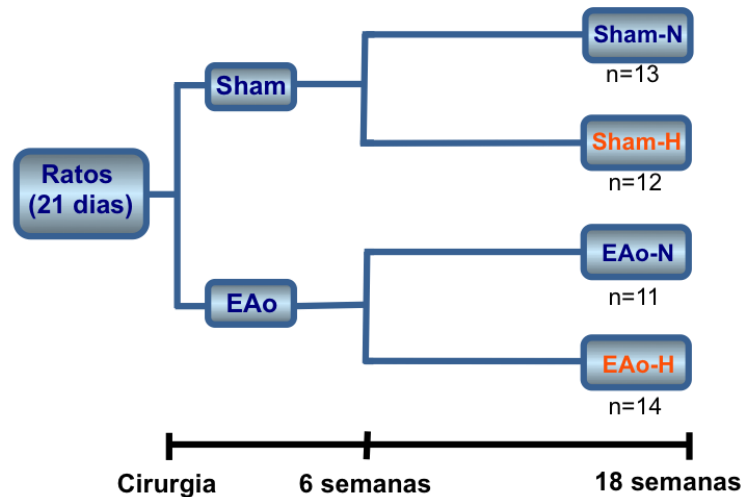 Sham-N
n=13
Sham
Sham-H
n=12
Ratos
(21 dias)
EAo-N
n=11
EAo
EAo-H
n=14
Cirurgia
6 semanas
18 semanas